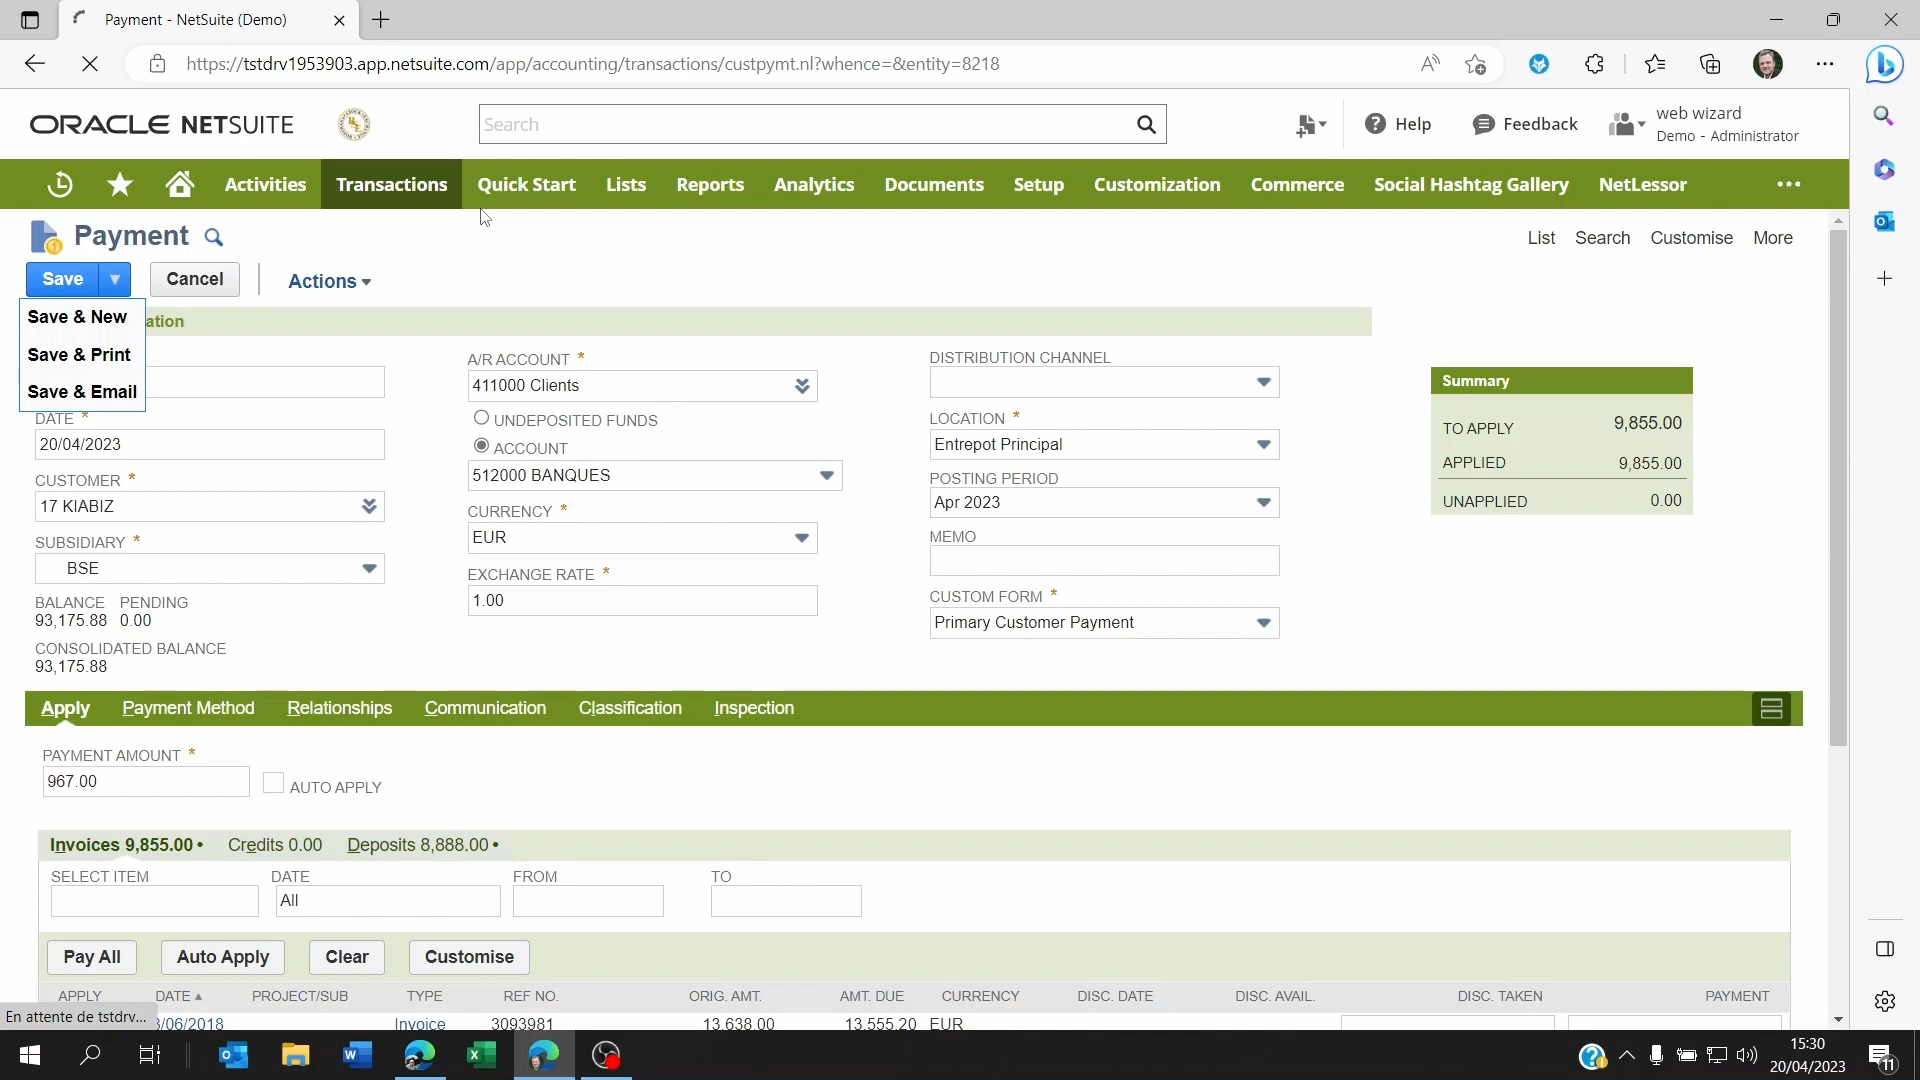 Payment - NetSuite (Demo)
https://tstdrv1953903.app.netsuite.com/app/accounting/transactions/custpymt.nl?whence=&entity=8218
ORACLE NETSUITE
Search
Help
Feedback
web wizard
Demo - Administrator
Activities Transactions Quick Start Lists Reports Analytics Documents Setup Customization Commerce Social Hashtag Gallery NetLessor
Payment
List Search Customise More
Save
Cancel
Actions
Save & New
Save & Print
Save & Email
ation
DATE *
20/04/2023
CUSTOMER *
17 KIABIZ
SUBSIDIARY *
BSE
BALANCE PENDING
93,175.88 0.00
CONSOLIDATED BALANCE
93,175.88
A/R ACCOUNT *
411000 Clients
UNDEPOSITED FUNDS
ACCOUNT
512000 BANQUES
CURRENCY *
EUR
EXCHANGE RATE *
1.00
DISTRIBUTION CHANNEL
LOCATION *
Entrepot Principal
POSTING PERIOD
Apr 2023
MEMO
CUSTOM FORM *
Primary Customer Payment
Summary
TO APPLY 9,855.00
APPLIED 9,855.00
UNAPPLIED 0.00
Apply Payment Method Relationships Communication Classification Inspection
PAYMENT AMOUNT *
967.00
AUTO APPLY
Invoices 9,855.00 • Credits 0.00 Deposits 8,888.00 •
SELECT ITEM DATE FROM TO
All
Pay All Auto Apply Clear Customise
APPLY DATE PROJECT/SUB TYPE REF NO. ORIG. AMT. AMT. DUE CURRENCY DISC. DATE DISC. AVAIL. DISC. TAKEN PAYMENT
En attente de tstdrv...
/06/2018 Invoice 3093981 13,638.00 13,555.20 EUR
15:30
20/04/2023
11